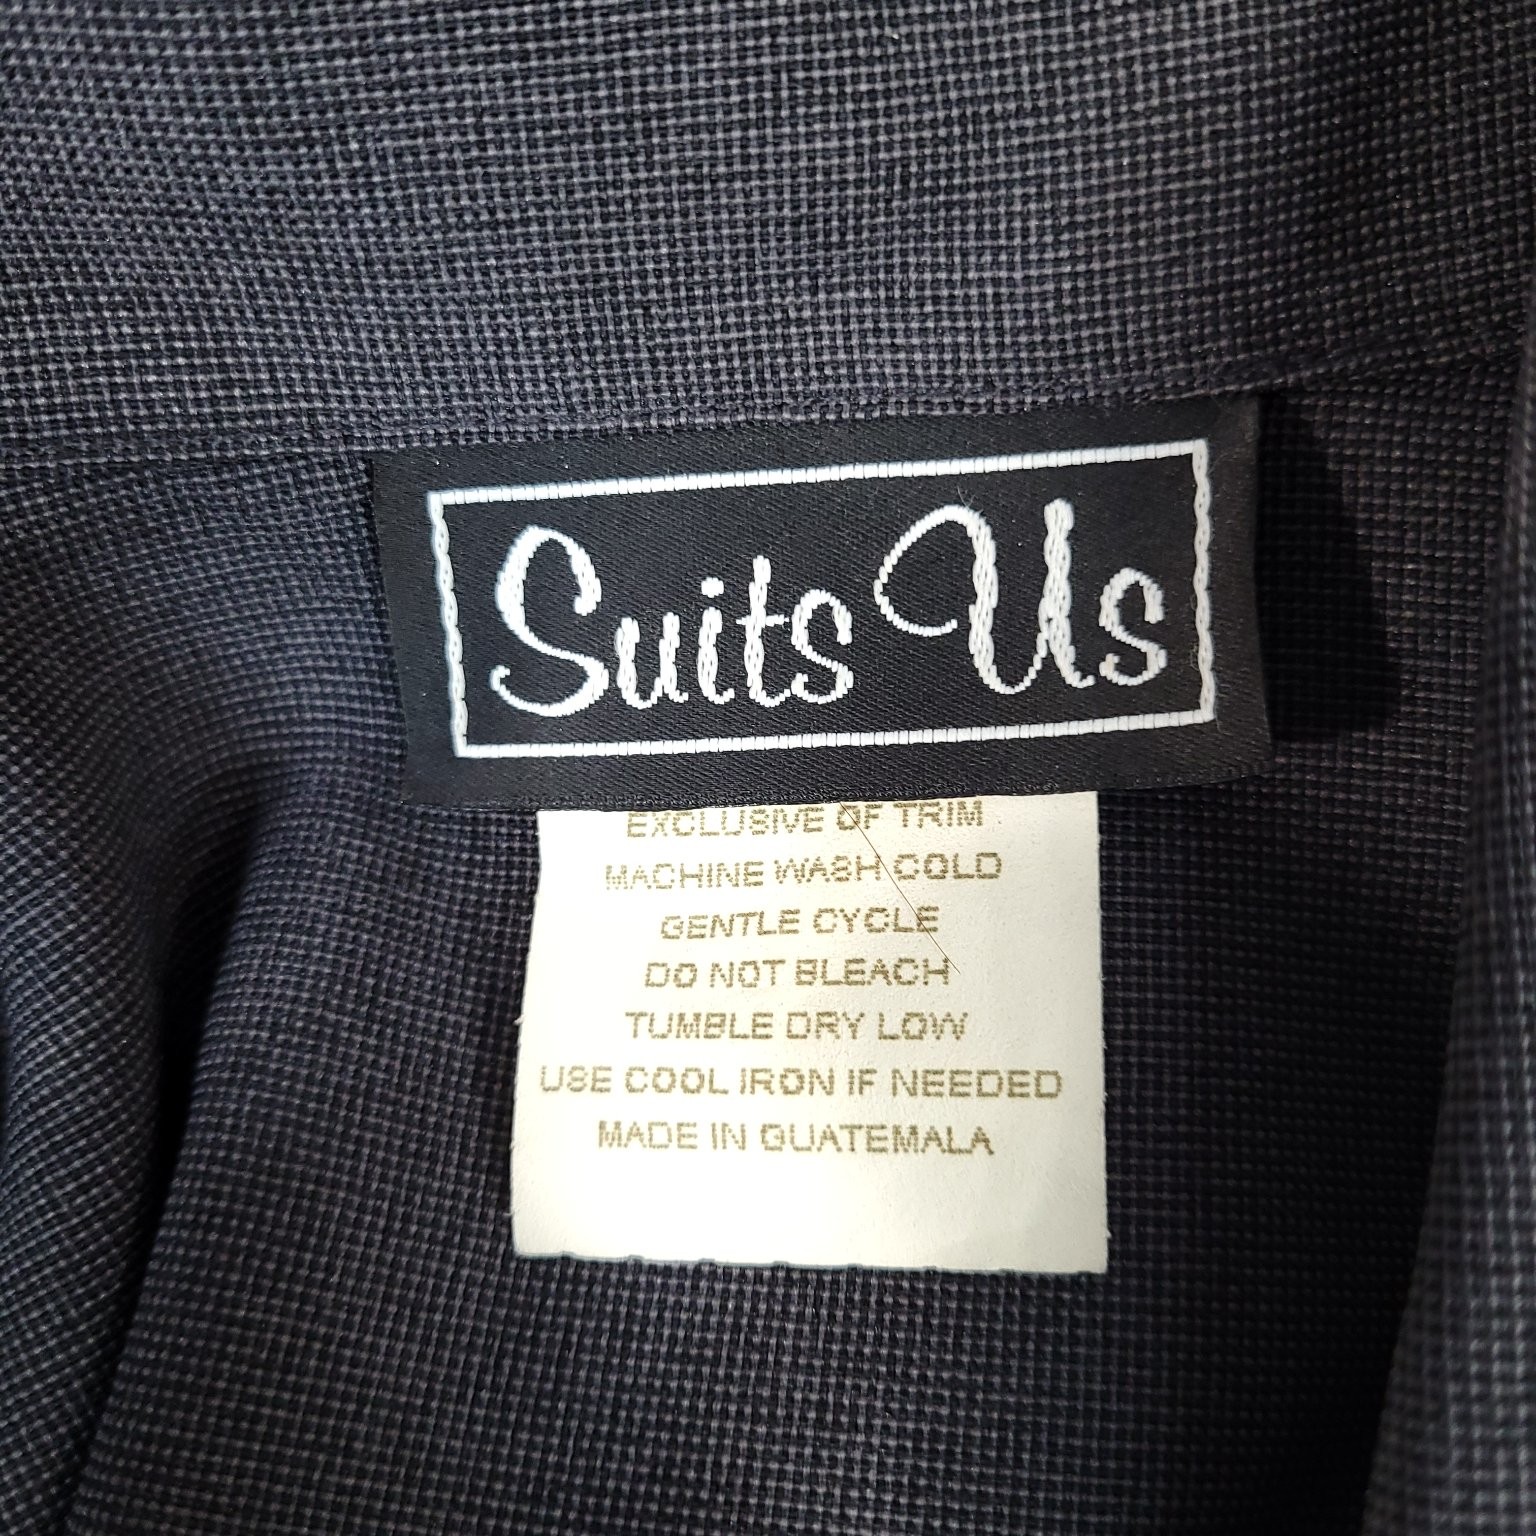 Suits Us
EXCLUSIVE OF TRIM
MACHINE WASH COLD
GENTLE CYCLE
DO NOT BLEACH
TUMBLE DRY LOW
USE COOL IRON IF NEEDED
MADE IN GUATEMALA